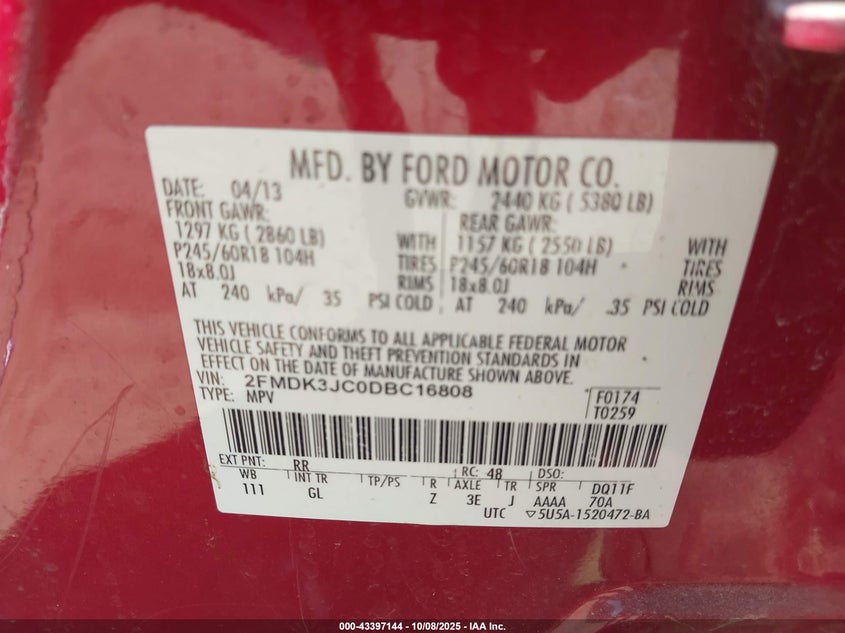 MFD. BY FORD MOTOR CO.
DATE: 04/13 GVWR: 2440 KG ( 5380 LB)
FRONT GAWR: REAR GAWR:
1297 KG ( 2860 LB) WITH 1157 KG ( 2550 LB) WITH
P245/60R18 104H TIRES P245/60R18 104H TIRES
18x8.0J RIMS 18x8.0J RIMS
AT 240 kPa/ 35 PSI COLD AT 240 kPa/ 35 PSI COLD
THIS VEHICLE CONFORMS TO ALL APPLICABLE FEDERAL MOTOR
VEHICLE SAFETY AND THEFT PREVENTION STANDARDS IN
EFFECT ON THE DATE OF MANUFACTURE SHOWN ABOVE.
VIN: 2FMDK3JC0DBC16808 F0174
TYPE: MPV T0259
EXT PNT: RR RC: 48 DSO:
WB INT TR TP/PS R AXLE TR SPR DQ11F
111 GL Z 3E J AAAA 70A
UTC ▽5U5A-1520472-BA
000-43397144 - 10/08/2025 - IAA Inc.